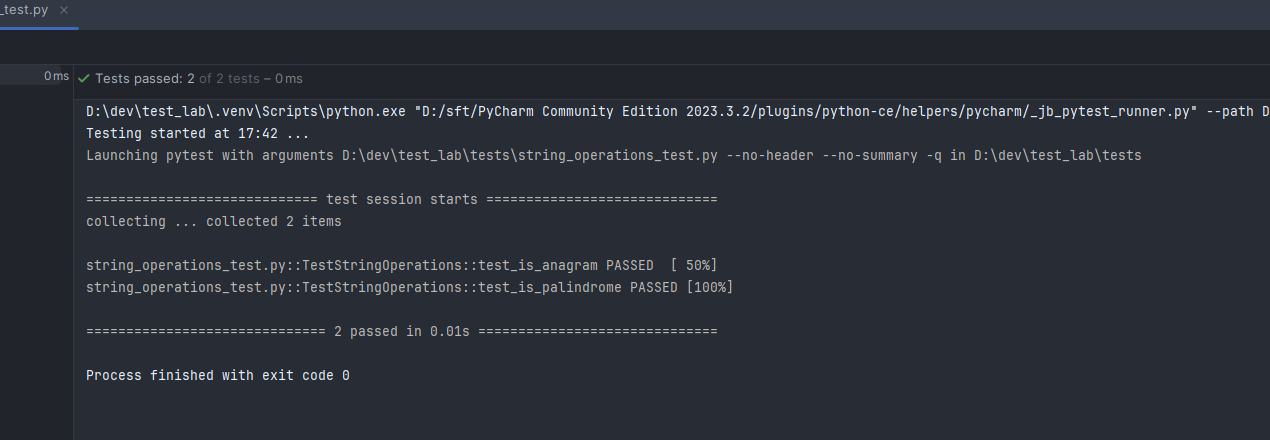 _test.py ×
0 ms
Tests passed: 2 of 2 tests – 0 ms
D:\dev\test_lab\.venv\Scripts\python.exe "D:/sft/PyCharm Community Edition 2023.3.2/plugins/python-ce/helpers/pycharm/_jb_pytest_runner.py" --path D
Testing started at 17:42 ...
Launching pytest with arguments D:\dev\test_lab\tests\string_operations_test.py --no-header --no-summary -q in D:\dev\test_lab\tests
============================= test session starts =============================
collecting ... collected 2 items
string_operations_test.py::TestStringOperations::test_is_anagram PASSED  [ 50%]
string_operations_test.py::TestStringOperations::test_is_palindrome PASSED [100%]
============================== 2 passed in 0.01s ==============================
Process finished with exit code 0